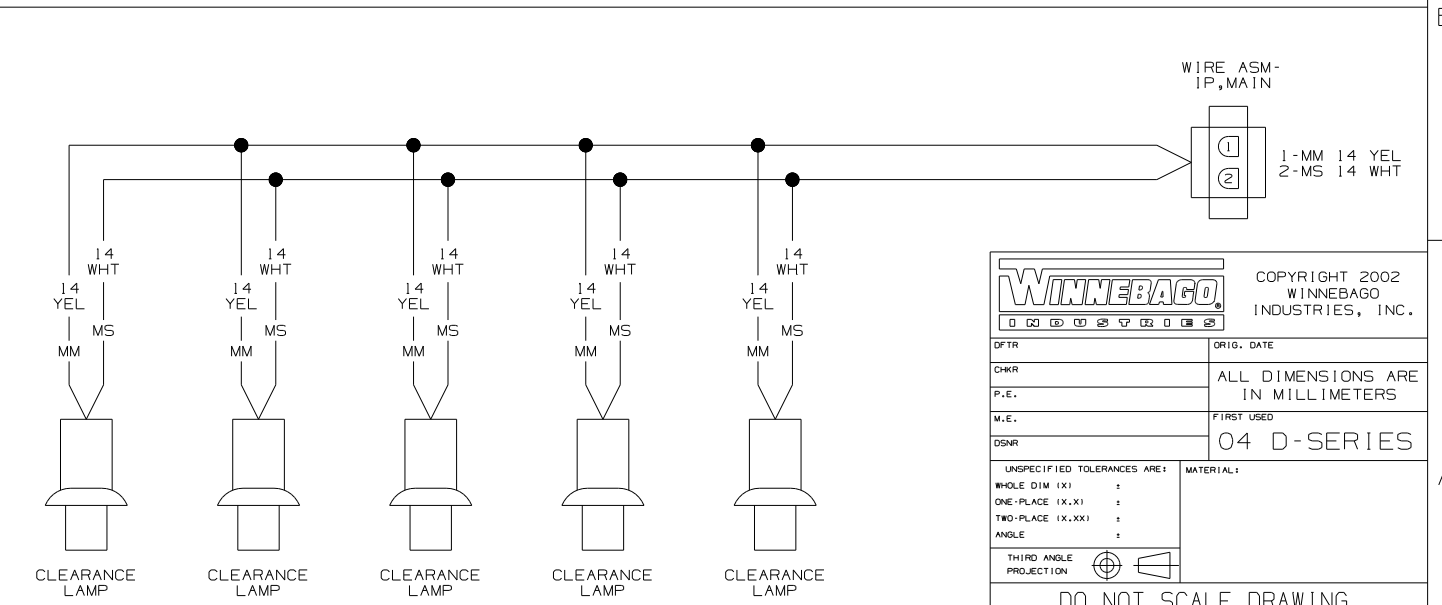 WIRE ASM-
IP,MAIN
1
2
1-MM 14 YEL
2-MS 14 WHT
14
WHT
14
WHT
14
WHT
14
WHT
14
WHT
14
YEL
14
YEL
14
YEL
14
YEL
14
YEL
MS
MS
MS
MS
MS
MM
MM
MM
MM
MM
CLEARANCE
LAMP
CLEARANCE
LAMP
CLEARANCE
LAMP
CLEARANCE
LAMP
CLEARANCE
LAMP
WINNEBAGO®
INDUSTRIES
COPYRIGHT 2002
WINNEBAGO
INDUSTRIES, INC.
DFTR
ORIG. DATE
CHKR
ALL DIMENSIONS ARE
IN MILLIMETERS
P.E.
M.E.
FIRST USED
04 D-SERIES
DSNR
UNSPECIFIED TOLERANCES ARE:
MATERIAL:
WHOLE DIM (X) ±
ONE-PLACE (X.X) ±
TWO-PLACE (X.XX) ±
ANGLE ±
THIRD ANGLE
PROJECTION
DO NOT SCALE DRAWING